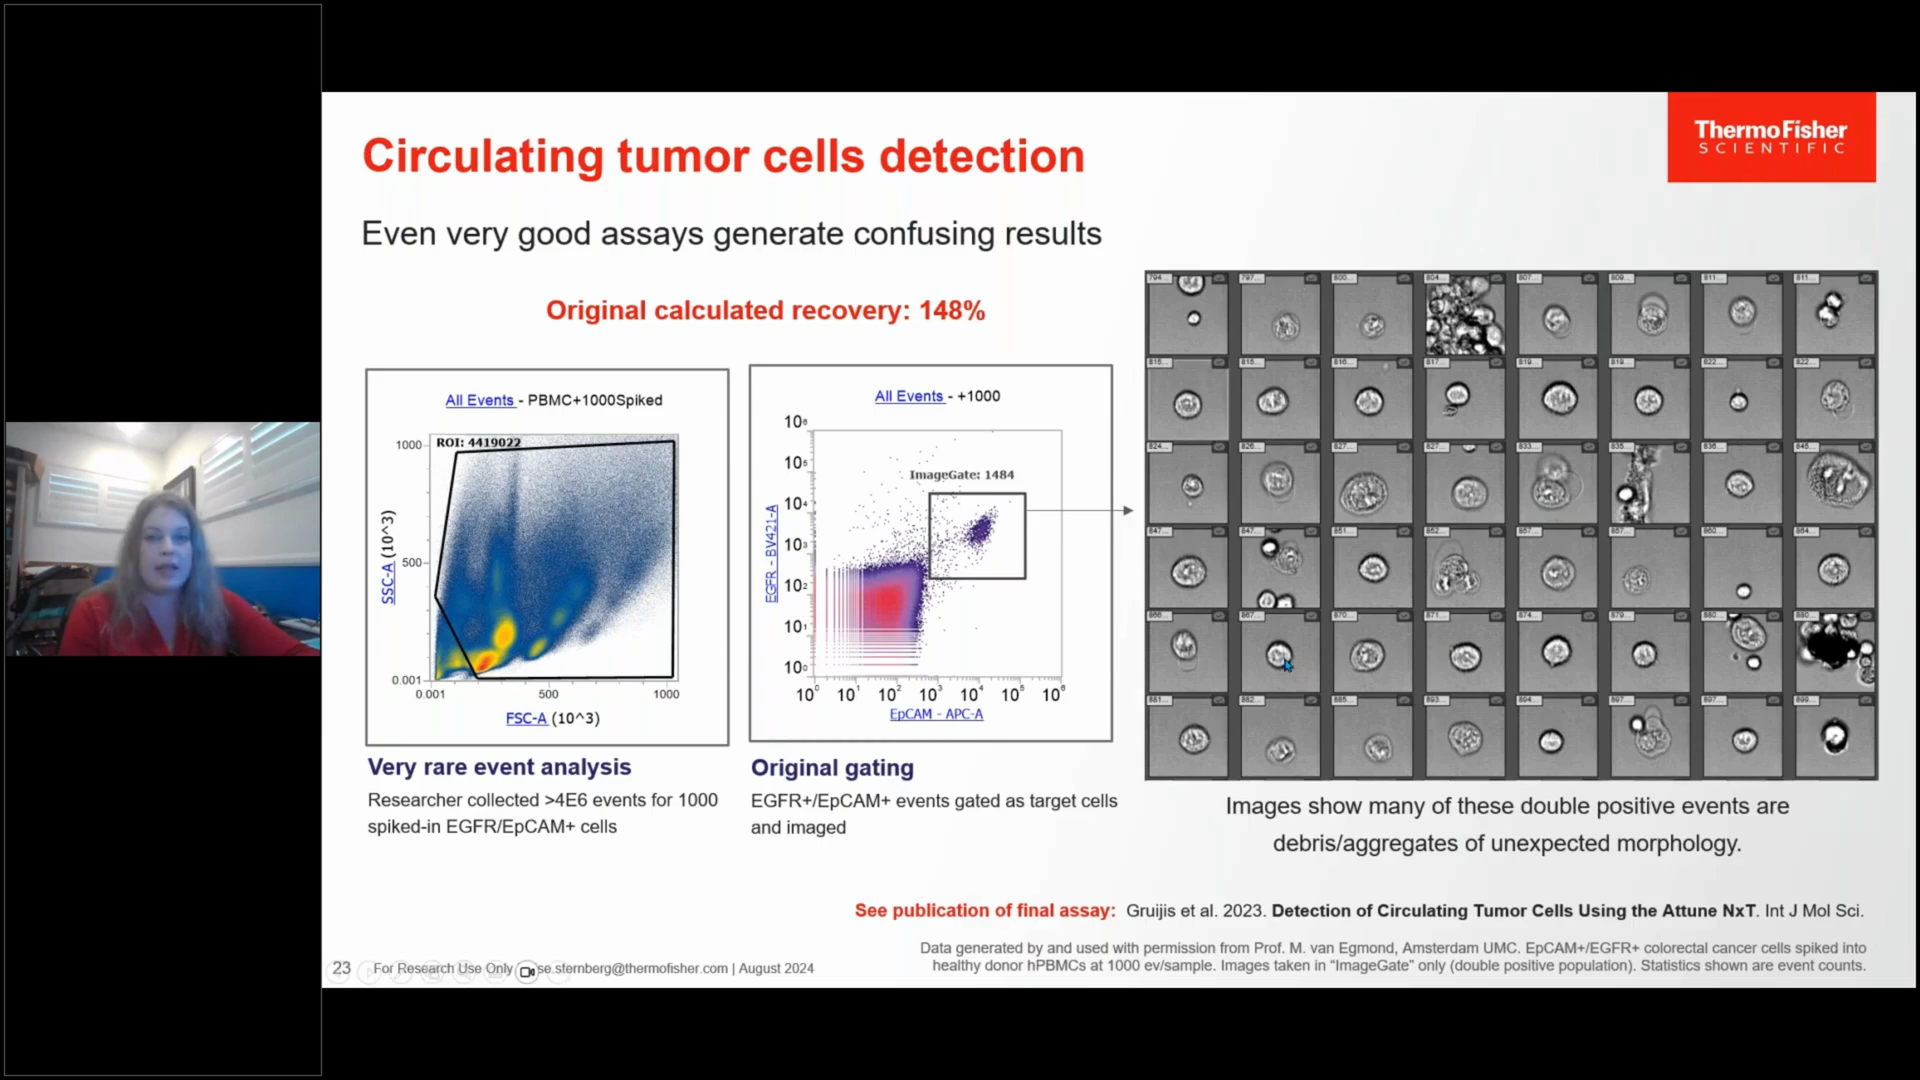 ThermoFisher
SCIENTIFIC
Circulating tumor cells detection
Even very good assays generate confusing results
Original calculated recovery: 148%
All Events - PBMC+1000Spiked
ROI: 4419022
1000
500
0.001
SSC-A (10^3)
0.001 500 1000
FSC-A (10^3)
All Events - +1000
ImageGate: 1484
10⁶
10⁵
10⁴
10³
10²
10¹
10⁰
EGFR - BV421-A
10⁰ 10¹ 10² 10³ 10⁴ 10⁵ 10⁶
EpCAM - APC-A
Very rare event analysis
Researcher collected >4E6 events for 1000
spiked-in EGFR/EpCAM+ cells
Original gating
EGFR+/EpCAM+ events gated as target cells
and imaged
Images show many of these double positive events are
debris/aggregates of unexpected morphology.
See publication of final assay: Gruijis et al. 2023. Detection of Circulating Tumor Cells Using the Attune NxT. Int J Mol Sci.
Data generated by and used with permission from Prof. M. van Egmond, Amsterdam UMC. EpCAM+/EGFR+ colorectal cancer cells spiked into
healthy donor hPBMCs at 1000 ev/sample. Images taken in “ImageGate” only (double positive population). Statistics shown are event counts.
23 For Research Use Only se.sternberg@thermofisher.com | August 2024